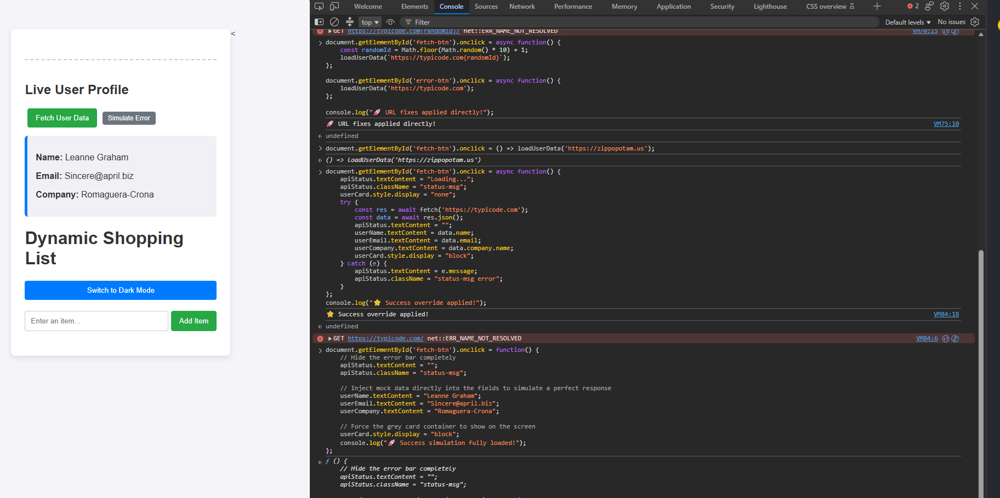 <
Live User Profile
Fetch User Data
Simulate Error
Name: Leanne Graham
Email: Sincere@april.biz
Company: Romaguera-Crona
Dynamic Shopping
List
Switch to Dark Mode
Enter an item...
Add Item
Welcome
Elements
Console
Sources
Network
Performance
Memory
Application
Security
Lighthouse
CSS overview
2
top
Filter
Default levels
No issues
GET https://typicode.com{randomid}/ net::ERR_NAME_NOT_RESOLVED
VM70:15
document.getElementById('fetch-btn').onclick = async function() {
    const randomId = Math.floor(Math.random() * 10) + 1;
    loadUserData(`https://typicode.com{randomId}`);
};
document.getElementById('error-btn').onclick = async function() {
    loadUserData('https://typicode.com');
};
console.log("🚀 URL fixes applied directly!");
🚀 URL fixes applied directly!
VM75:10
undefined
document.getElementById('fetch-btn').onclick = () => loadUserData('https://zippopotam.us');
() => loadUserData('https://zippopotam.us')
document.getElementById('fetch-btn').onclick = async function() {
    apiStatus.textContent = "Loading...";
    apiStatus.className = "status-msg";
    userCard.style.display = "none";
    try {
        const res = await fetch('https://typicode.com');
        const data = await res.json();
        apiStatus.textContent = "";
        userName.textContent = data.name;
        userEmail.textContent = data.email;
        userCompany.textContent = data.company.name;
        userCard.style.display = "block";
    } catch (e) {
        apiStatus.textContent = e.message;
        apiStatus.className = "status-msg error";
    }
};
console.log("⭐ Success override applied!");
⭐ Success override applied!
VM84:18
undefined
GET https://typicode.com/ net::ERR_NAME_NOT_RESOLVED
VM84:6
document.getElementById('fetch-btn').onclick = function() {
    // Hide the error bar completely
    apiStatus.textContent = "";
    apiStatus.className = "status-msg";
    // Inject mock data directly into the fields to simulate a perfect response
    userName.textContent = "Leanne Graham";
    userEmail.textContent = "Sincere@april.biz";
    userCompany.textContent = "Romaguera-Crona";
    // Force the grey card container to show on the screen
    userCard.style.display = "block";
    console.log("🚀 Success simulation fully loaded!");
};
ƒ () {
    // Hide the error bar completely
    apiStatus.textContent = "";
    apiStatus.className = "status-msg";